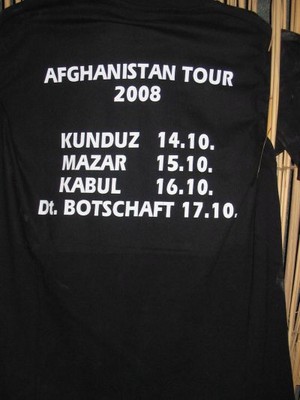 AFGHANISTAN TOUR
2008
KUNDUZ 14.10.
MAZAR 15.10.
KABUL 16.10.
Dt. BOTSCHAFT 17.10.